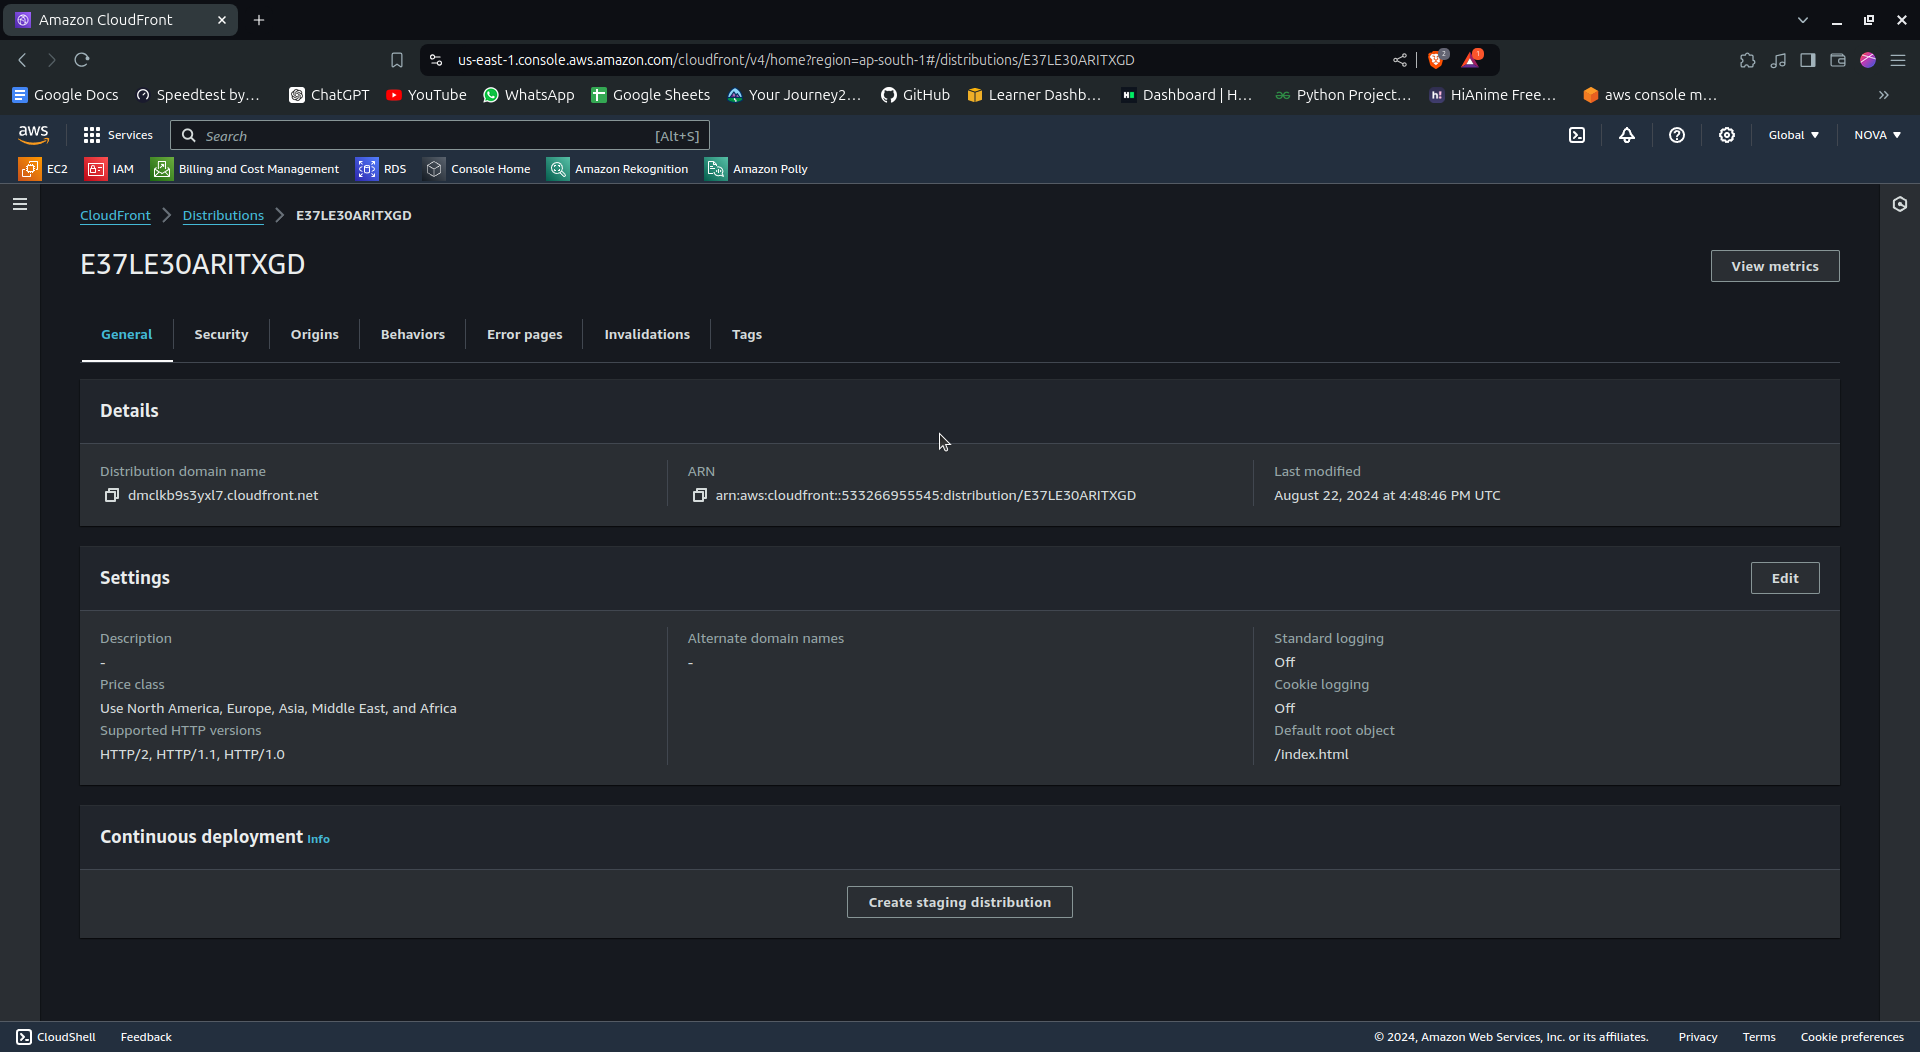 Amazon CloudFront
us-east-1.console.aws.amazon.com/cloudfront/v4/home?region=ap-south-1#/distributions/E37LE30ARITXGD
2
1
Google Docs
Speedtest by...
ChatGPT
YouTube
WhatsApp
Google Sheets
Your Journey2...
GitHub
Learner Dashb...
Dashboard | H...
Python Project...
HiAnime Free...
aws console m...
aws
Services
Search
[Alt+S]
Global
NOVA
EC2
IAM
Billing and Cost Management
RDS
Console Home
Amazon Rekognition
Amazon Polly
CloudFront
Distributions
E37LE30ARITXGD
E37LE30ARITXGD
View metrics
General
Security
Origins
Behaviors
Error pages
Invalidations
Tags
Details
Distribution domain name
dmclkb9s3yxl7.cloudfront.net
ARN
arn:aws:cloudfront::533266955545:distribution/E37LE30ARITXGD
Last modified
August 22, 2024 at 4:48:46 PM UTC
Settings
Edit
Description
-
Price class
Use North America, Europe, Asia, Middle East, and Africa
Supported HTTP versions
HTTP/2, HTTP/1.1, HTTP/1.0
Alternate domain names
-
Standard logging
Off
Cookie logging
Off
Default root object
/index.html
Continuous deployment Info
Create staging distribution
CloudShell
Feedback
© 2024, Amazon Web Services, Inc. or its affiliates.
Privacy
Terms
Cookie preferences